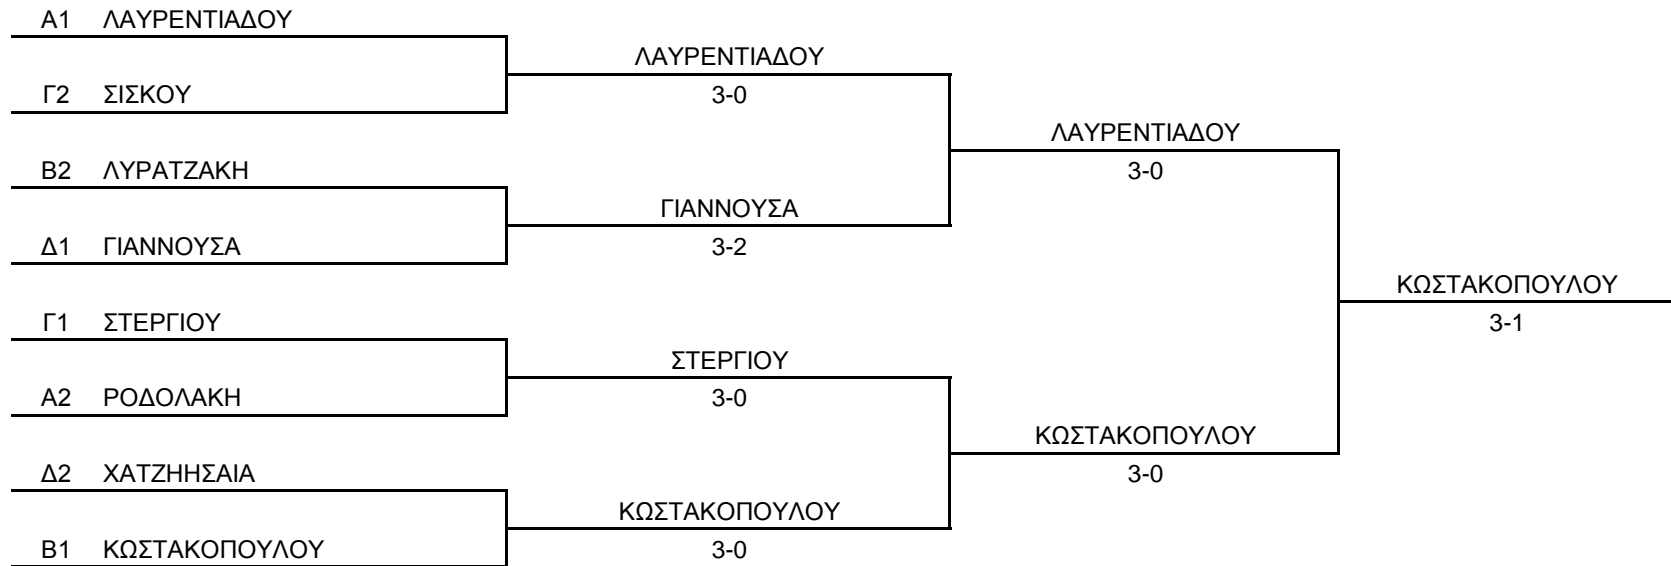 Α1 ΛΑΥΡΕΝΤΙΑΔΟΥ
ΛΑΥΡΕΝΤΙΑΔΟΥ
Γ2 ΣΙΣΚΟΥ
3-0
ΛΑΥΡΕΝΤΙΑΔΟΥ
Β2 ΛΥΡΑΤΖΑΚΗ
3-0
ΓΙΑΝΝΟΥΣΑ
Δ1 ΓΙΑΝΝΟΥΣΑ
3-2
ΚΩΣΤΑΚΟΠΟΥΛΟΥ
Γ1 ΣΤΕΡΓΙΟΥ
3-1
ΣΤΕΡΓΙΟΥ
Α2 ΡΟΔΟΛΑΚΗ
3-0
ΚΩΣΤΑΚΟΠΟΥΛΟΥ
Δ2 ΧΑΤΖΗΗΣΑΙΑ
3-0
ΚΩΣΤΑΚΟΠΟΥΛΟΥ
Β1 ΚΩΣΤΑΚΟΠΟΥΛΟΥ
3-0